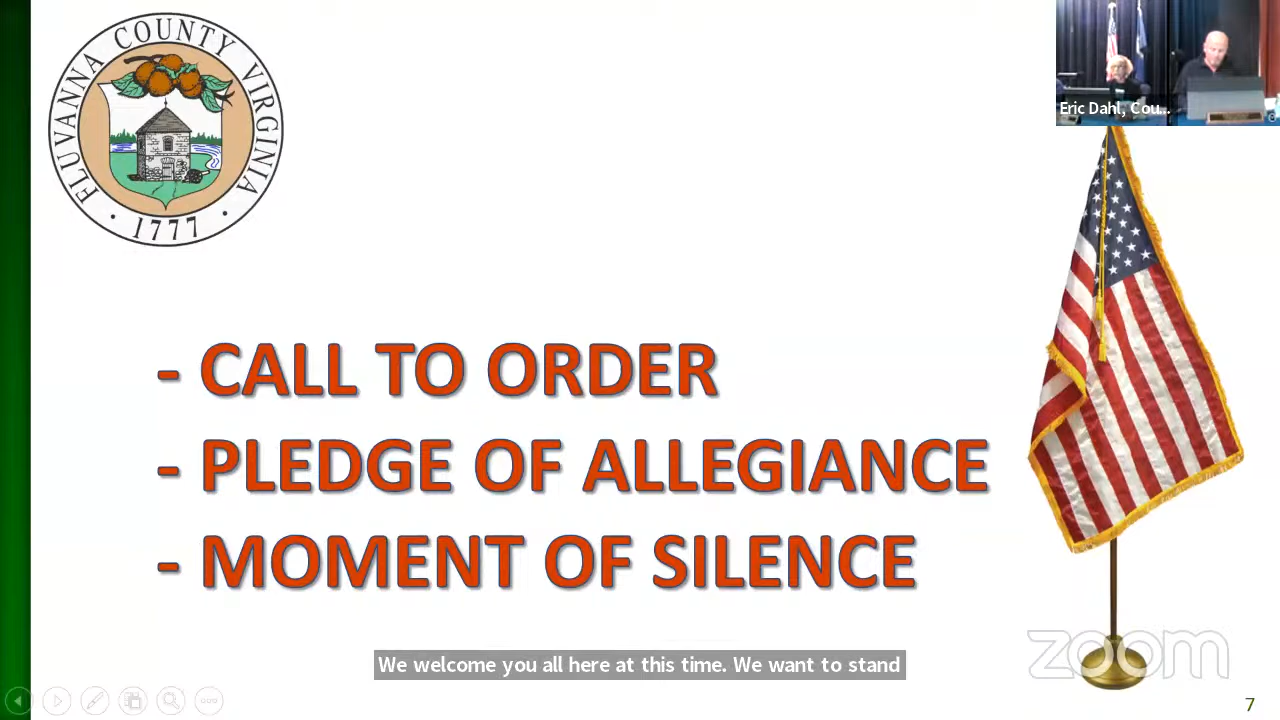 FLUVANNA COUNTY VIRGINIA
· 1777 ·
Eric Dahl, Cou...
- CALL TO ORDER
- PLEDGE OF ALLEGIANCE
- MOMENT OF SILENCE
zoom
We welcome you all here at this time. We want to stand
7